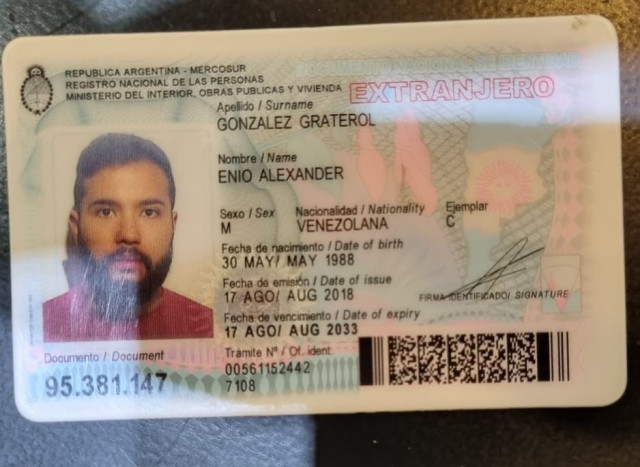 REPUBLICA ARGENTINA - MERCOSUR
REGISTRO NACIONAL DE LAS PERSONAS
MINISTERIO DEL INTERIOR, OBRAS PUBLICAS Y VIVIENDA
EXTRANJERO
Apellido / Surname
GONZALEZ GRATEROL
Nombre / Name
ENIO ALEXANDER
Sexo / Sex Nacionalidad / Nationality Ejemplar
M VENEZOLANA C
Fecha de nacimiento / Date of birth
30 MAY/ MAY 1988
Fecha de emisión / Date of issue
17 AGO/ AUG 2018
FIRMA IDENTIFICADO/ SIGNATURE
Fecha de vencimiento / Date of expiry
17 AGO/ AUG 2033
Documento / Document
95.381.147
Trámite Nº / Of. ident.
00561152442
7108